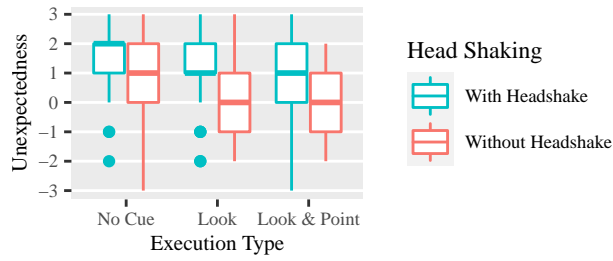 Unexpectedness
3
2
1
0
−1
−2
−3
No Cue
Look
Look & Point
Execution Type
Head Shaking
With Headshake
Without Headshake